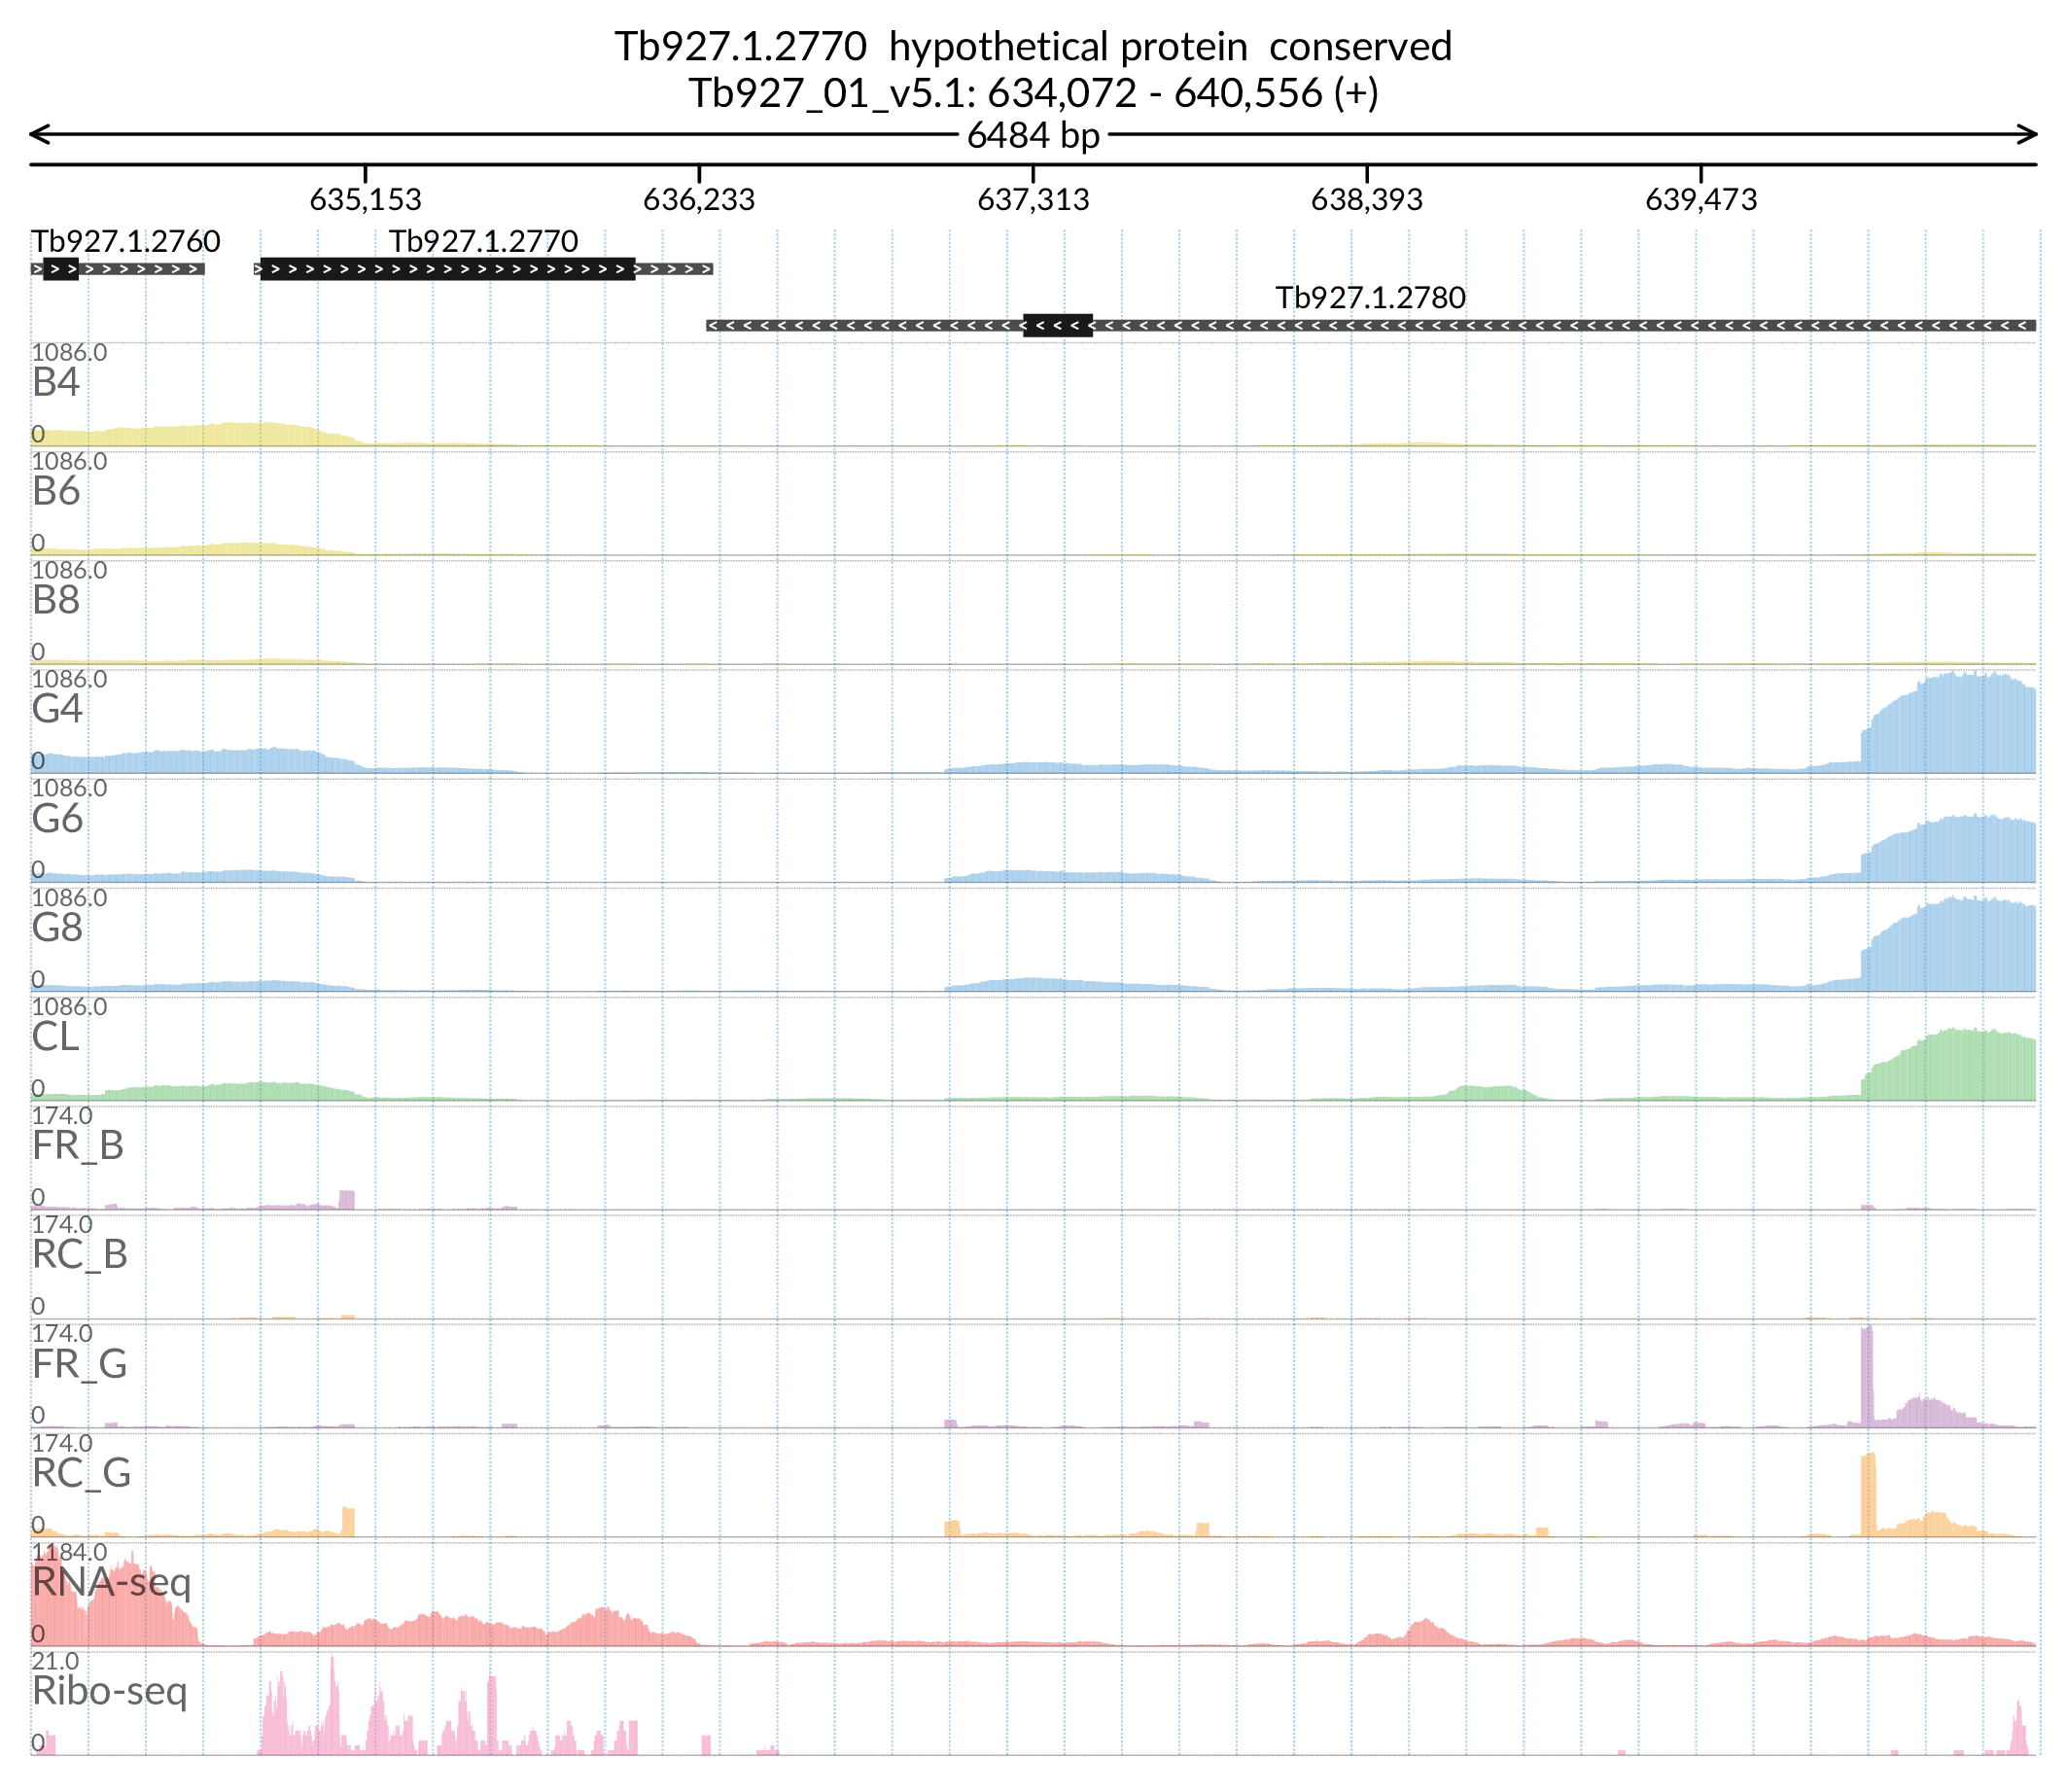 Tb927.1.2770  hypothetical protein  conserved
Tb927_01_v5.1: 634,072 - 640,556 (+)
6484 bp
635,153 636,233 637,313 638,393 639,473
Tb927.1.2760 Tb927.1.2770
Tb927.1.2780
1086.0
B4
0
1086.0
B6
0
1086.0
B8
0
1086.0
G4
0
1086.0
G6
0
1086.0
G8
0
1086.0
CL
0
174.0
FR_B
0
174.0
RC_B
0
174.0
FR_G
0
174.0
RC_G
0
1184.0
RNA-seq
0
21.0
Ribo-seq
0